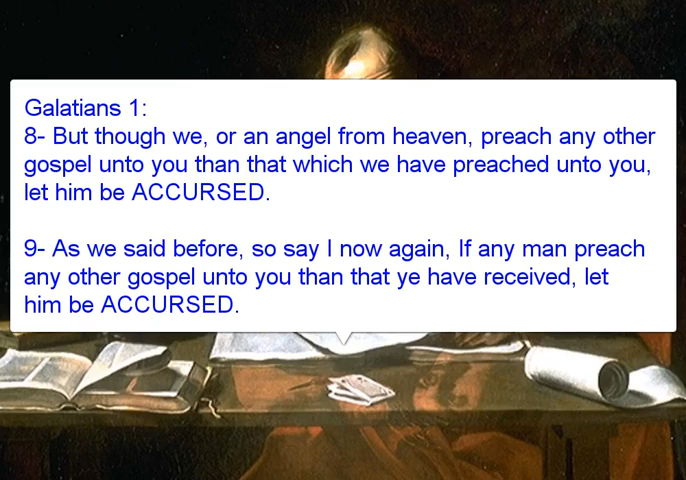 Galatians 1:
8- But though we, or an angel from heaven, preach any other
gospel unto you than that which we have preached unto you,
let him be ACCURSED.
9- As we said before, so say I now again, If any man preach
any other gospel unto you than that ye have received, let
him be ACCURSED.